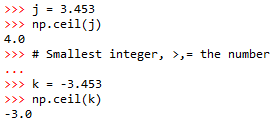 >>> j = 3.453
>>> np.ceil(j)
4.0
>>> # Smallest integer, >,= the number
...
>>> k = -3.453
>>> np.ceil(k)
-3.0